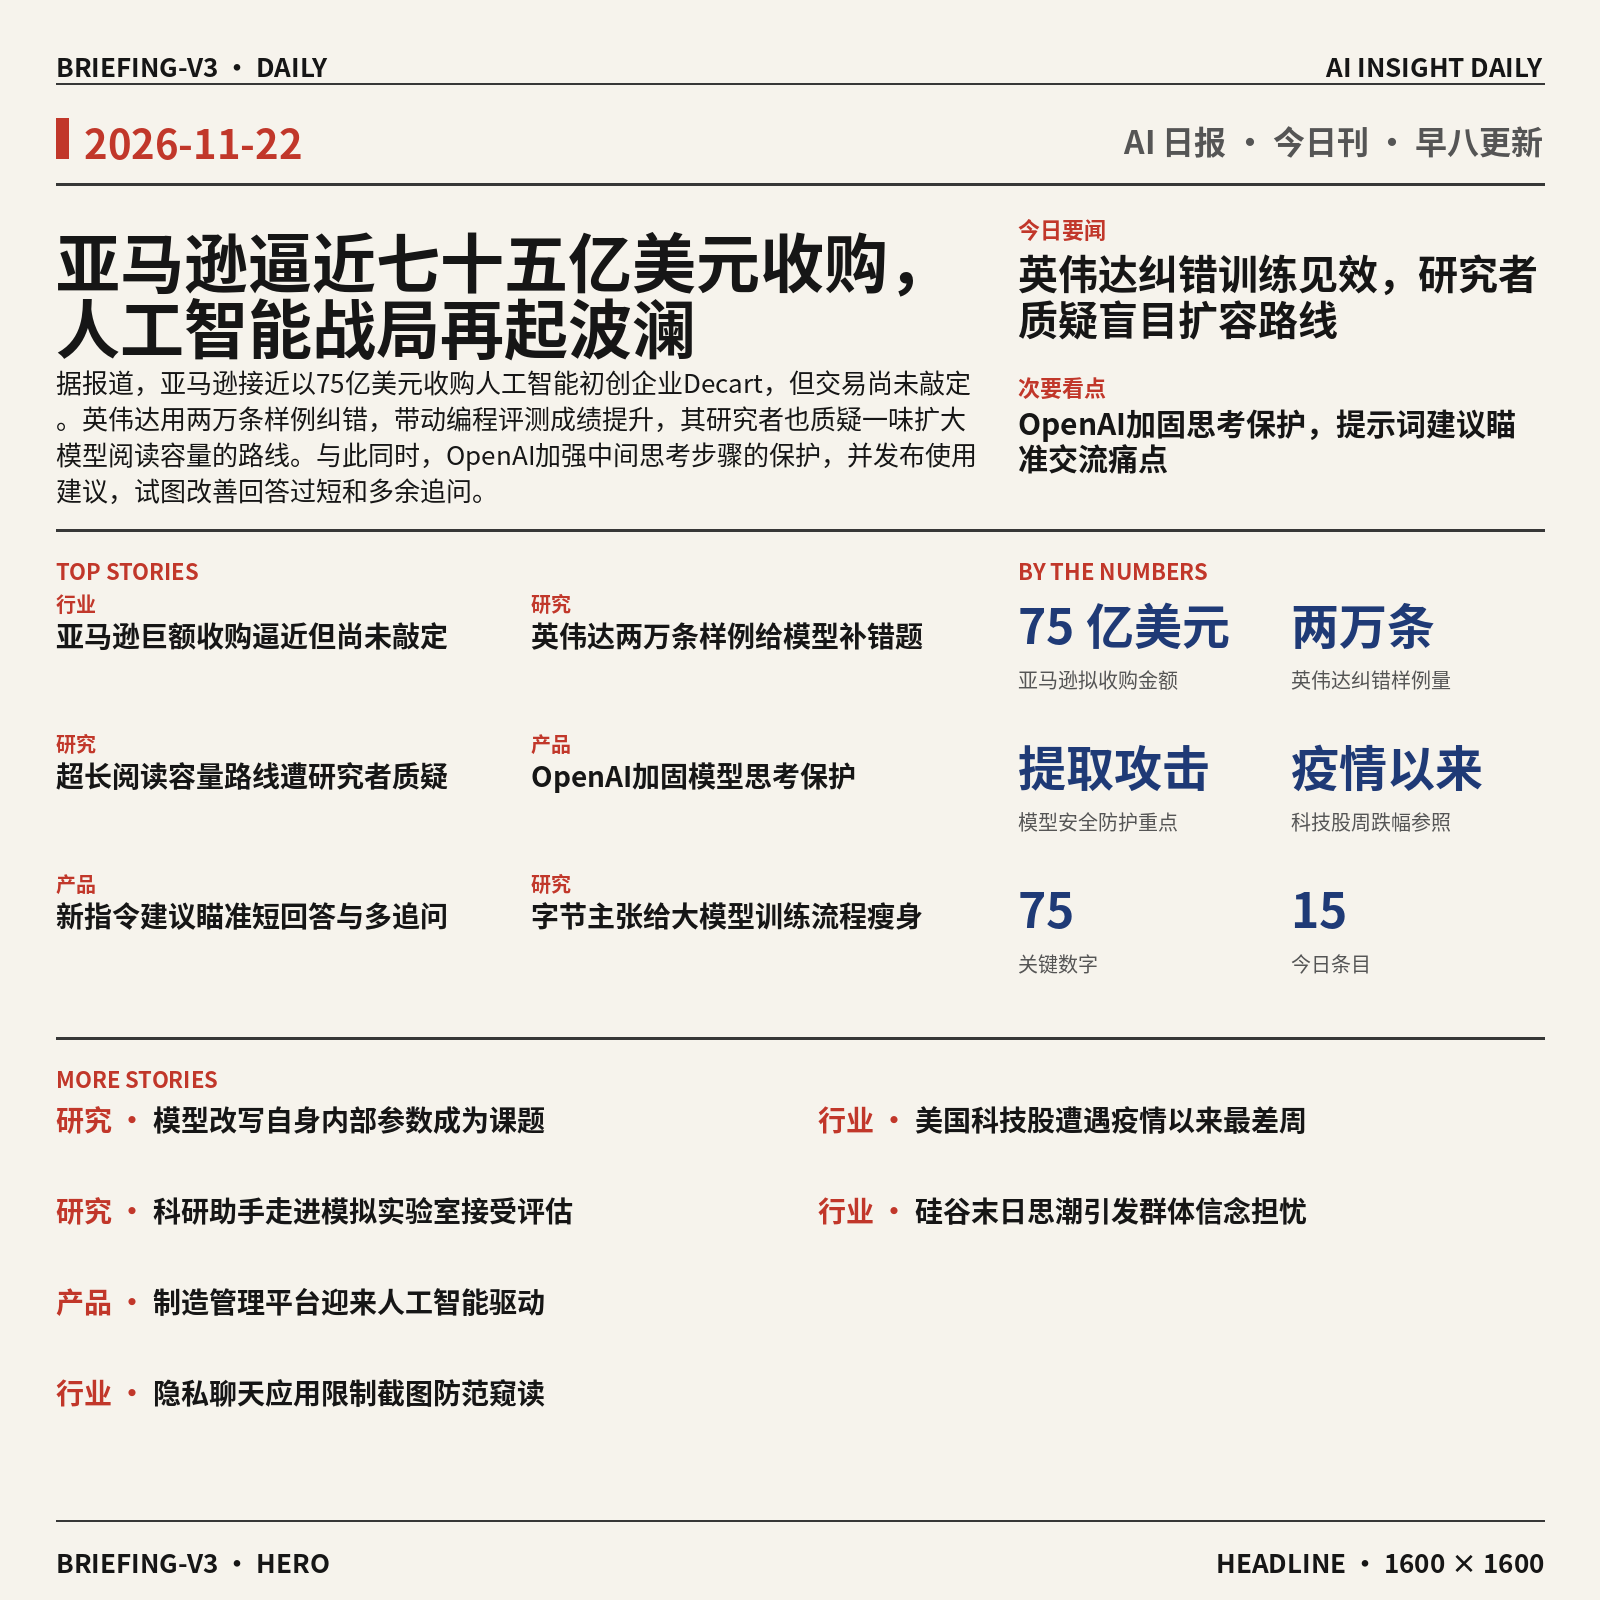 BRIEFING-V3 • DAILY
AI INSIGHT DAILY
2026-11-22
AI 日报 • 今日刊 • 早八更新
亚马逊逼近七十五亿美元收购，
人工智能战局再起波澜
据报道，亚马逊接近以75亿美元收购人工智能初创企业Decart，但交易尚未敲定
。英伟达用两万条样例纠错，带动编程评测成绩提升，其研究者也质疑一味扩大
模型阅读容量的路线。与此同时，OpenAI加强中间思考步骤的保护，并发布使用
建议，试图改善回答过短和多余追问。
今日要闻
英伟达纠错训练见效，研究者
质疑盲目扩容路线
次要看点
OpenAI加固思考保护，提示词建议瞄
准交流痛点
TOP STORIES
行业
亚马逊巨额收购逼近但尚未敲定
研究
英伟达两万条样例给模型补错题
研究
超长阅读容量路线遭研究者质疑
产品
OpenAI加固模型思考保护
产品
新指令建议瞄准短回答与多追问
研究
字节主张给大模型训练流程瘦身
BY THE NUMBERS
75 亿美元
亚马逊拟收购金额
两万条
英伟达纠错样例量
提取攻击
模型安全防护重点
疫情以来
科技股周跌幅参照
75
关键数字
15
今日条目
MORE STORIES
研究 • 模型改写自身内部参数成为课题
行业 • 美国科技股遭遇疫情以来最差周
研究 • 科研助手走进模拟实验室接受评估
行业 • 硅谷末日思潮引发群体信念担忧
产品 • 制造管理平台迎来人工智能驱动
行业 • 隐私聊天应用限制截图防范窥读
BRIEFING-V3 • HERO
HEADLINE • 1600 × 1600